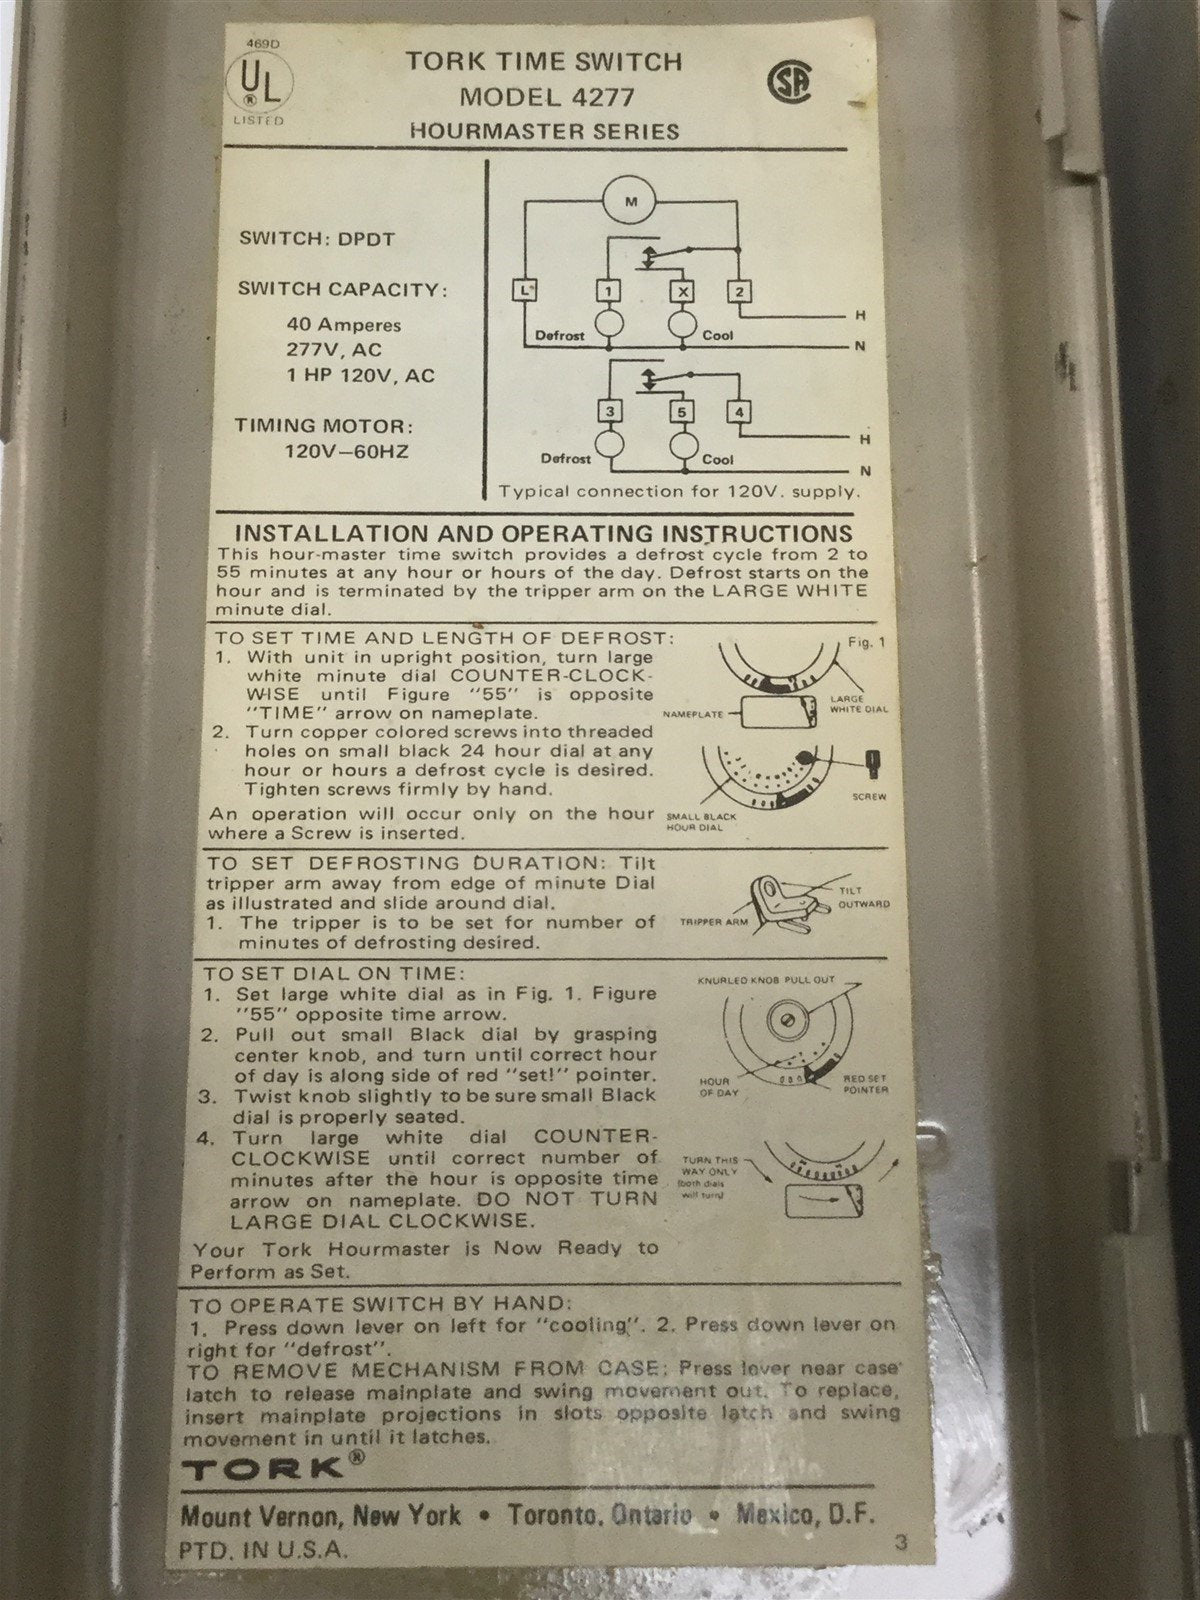 469D
UL
®
LISTED
TORK TIME SWITCH
MODEL 4277
HOURMASTER SERIES
SA
SWITCH: DPDT
SWITCH CAPACITY:
40 Amperes
277V, AC
1 HP 120V, AC
TIMING MOTOR:
120V–60HZ
M
L 1 X 2
H
Defrost Cool
N
3 5 4
H
Defrost Cool
N
Typical connection for 120V. supply.
INSTALLATION AND OPERATING INSTRUCTIONS
This hour-master time switch provides a defrost cycle from 2 to
55 minutes at any hour or hours of the day. Defrost starts on the
hour and is terminated by the tripper arm on the LARGE WHITE
minute dial.
TO SET TIME AND LENGTH OF DEFROST:
1. With unit in upright position, turn large
white minute dial COUNTER-CLOCK-
WISE until Figure "55" is opposite
"TIME" arrow on nameplate.
2. Turn copper colored screws into threaded
holes on small black 24 hour dial at any
hour or hours a defrost cycle is desired.
Tighten screws firmly by hand.
An operation will occur only on the hour
where a Screw is inserted.
Fig. 1
LARGE
WHITE DIAL
NAMEPLATE
SCREW
SMALL BLACK
HOUR DIAL
TO SET DEFROSTING DURATION: Tilt
tripper arm away from edge of minute Dial
as illustrated and slide around dial.
1. The tripper is to be set for number of
minutes of defrosting desired.
TILT
OUTWARD
TRIPPER ARM
TO SET DIAL ON TIME:
1. Set large white dial as in Fig. 1. Figure
"55" opposite time arrow.
2. Pull out small Black dial by grasping
center knob, and turn until correct hour
of day is along side of red "set!" pointer.
3. Twist knob slightly to be sure small Black
dial is properly seated.
4. Turn large white dial COUNTER-
CLOCKWISE until correct number of
minutes after the hour is opposite time
arrow on nameplate. DO NOT TURN
LARGE DIAL CLOCKWISE.
Your Tork Hourmaster is Now Ready to
Perform as Set.
KNURLED KNOB PULL OUT
HOUR
OF DAY
RED SET
POINTER
TURN THIS
WAY ONLY
(both dials
will turn)
TO OPERATE SWITCH BY HAND:
1. Press down lever on left for "cooling". 2. Press down lever on
right for "defrost".
TO REMOVE MECHANISM FROM CASE: Press lever near case
latch to release mainplate and swing movement out. To replace,
insert mainplate projections in slots opposite latch and swing
movement in until it latches.
TORK®
Mount Vernon, New York • Toronto, Ontario • Mexico, D.F.
PTD. IN U.S.A.
3